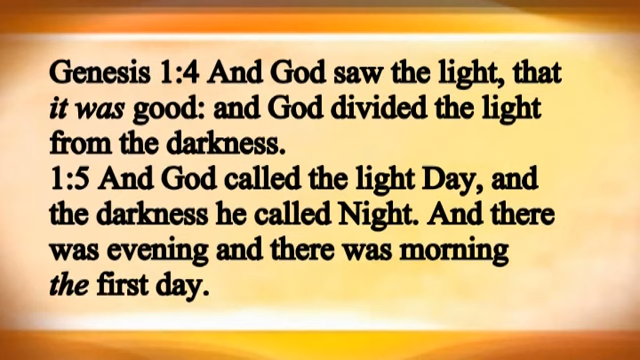 Genesis 1:4 And God saw the light, that
it was good: and God divided the light
from the darkness.
1:5 And God called the light Day, and
the darkness he called Night. And there
was evening and there was morning
the first day.